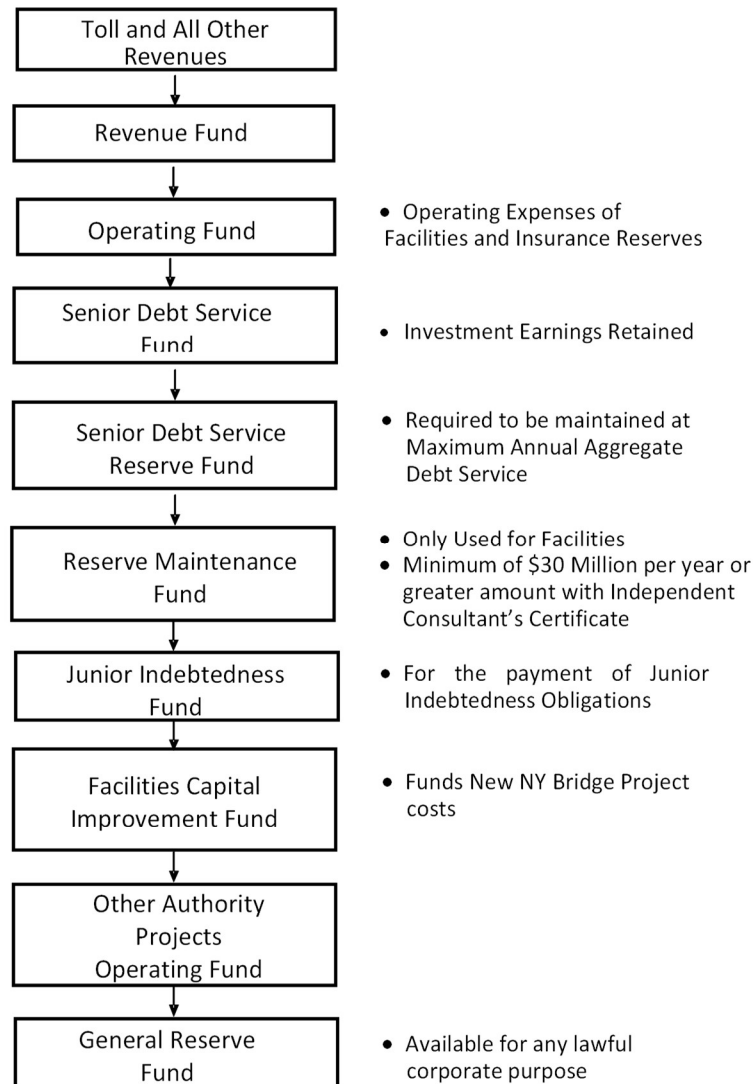 Toll and All Other
Revenues
Revenue Fund
Operating Fund
• Operating Expenses of
Facilities and Insurance Reserves
Senior Debt Service
Fund
• Investment Earnings Retained
Senior Debt Service
Reserve Fund
• Required to be maintained at
Maximum Annual Aggregate
Debt Service
Reserve Maintenance
Fund
• Only Used for Facilities
• Minimum of $30 Million per year or
greater amount with Independent
Consultant’s Certificate
Junior Indebtedness
Fund
• For the payment of Junior
Indebtedness Obligations
Facilities Capital
Improvement Fund
• Funds New NY Bridge Project
costs
Other Authority
Projects
Operating Fund
General Reserve
Fund
• Available for any lawful
corporate purpose